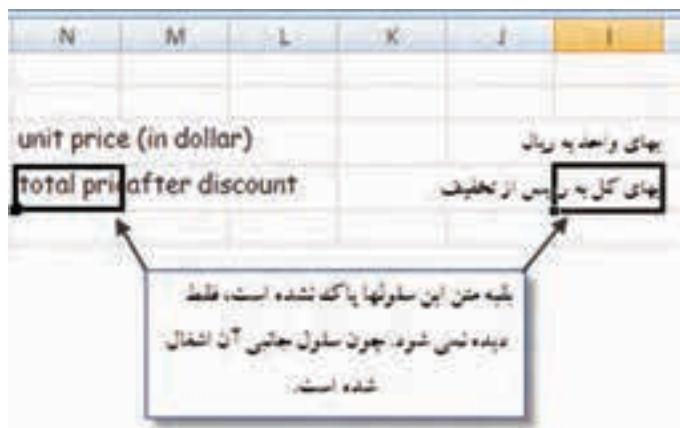 N M L K J I
unit price (in dollar) بهای واحد به ریال
total pri after discount بهای کل به ر پس از تخفیف
بقیه متن این سلولها پاک نشده است، فقط
دیده نمی شود. چون سلول جانبی آن اشغال
شده است.